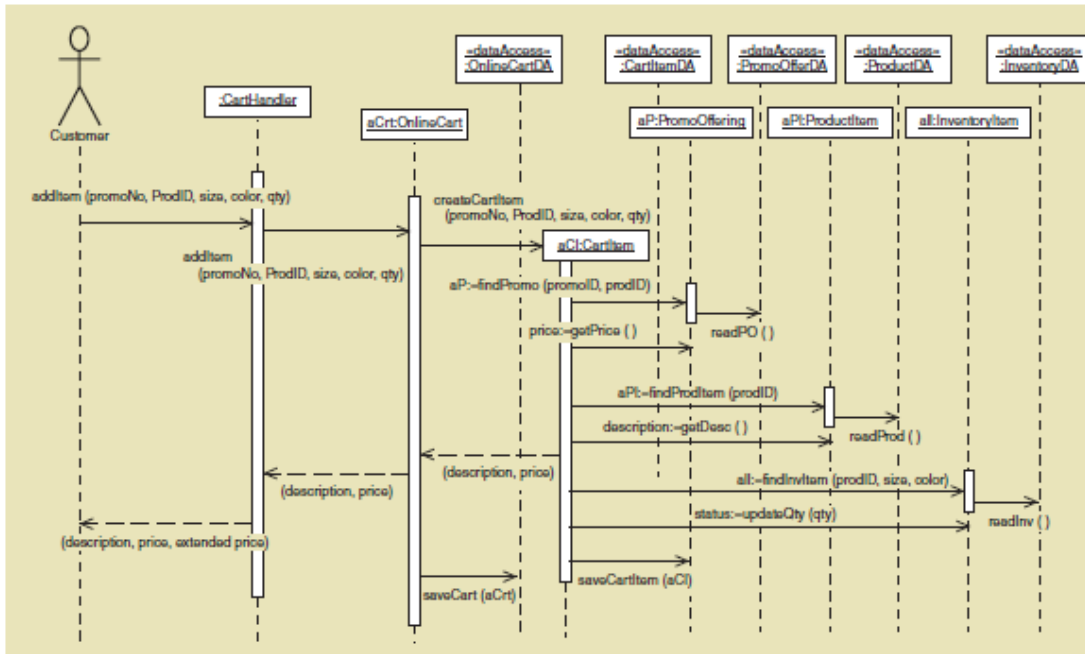 «dataAccess»
:OnlineCartDA
«dataAccess»
:CartItemDA
«dataAccess»
:PromoOfferDA
«dataAccess»
:ProductDA
«dataAccess»
:InventoryDA
:CartHandler
aCrt:OnlineCart
aP:PromoOffering
aPI:ProductItem
aII:InventoryItem
Customer
addItem (promoNo, ProdID, size, color, qty)
createCartItem
(promoNo, ProdID, size, color, qty)
aCI:CartItem
addItem
(promoNo, ProdID, size, color, qty)
aP:=findPromo (promoID, prodID)
price:=getPrice ( )
readPO ( )
aPI:=findProdItem (prodID)
description:=getDesc ( )
readProd ( )
(description, price)
(description, price)
aII:=findInvItem (prodID, size, color)
status:=updateQty (qty)
readInv ( )
(description, price, extended price)
saveCartItem (aCI)
saveCart (aCrt)